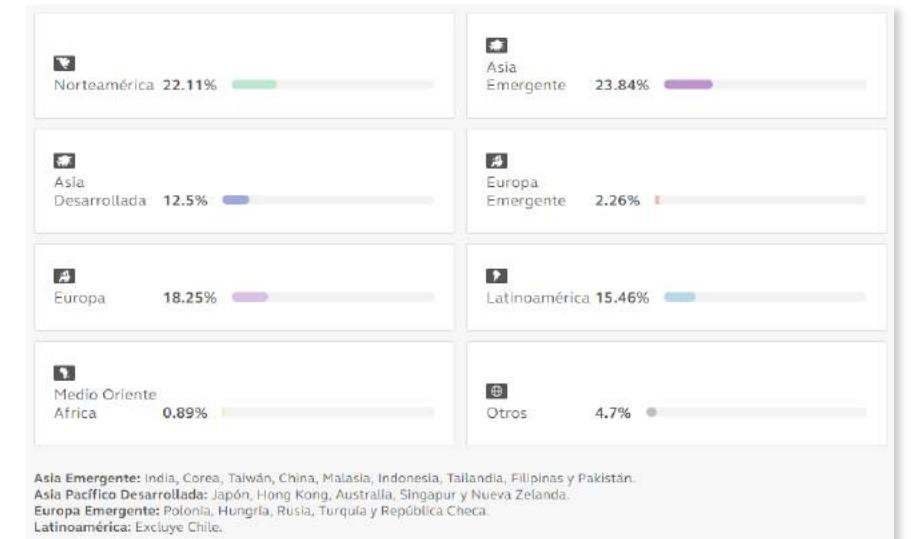 Norteamérica 22.11%
Asia
Emergente 23.84%
Asia
Desarrollada 12.5%
Europa
Emergente 2.26%
Europa 18.25%
Latinoamérica 15.46%
Medio Oriente
Africa 0.89%
Otros 4.7%
Asia Emergente: India, Corea, Taiwán, China, Malasia, Indonesia, Tailandia, Filipinas y Pakistán.
Asia Pacífico Desarrollada: Japón, Hong Kong, Australia, Singapur y Nueva Zelanda.
Europa Emergente: Polonia, Hungría, Rusia, Turquía y República Checa.
Latinoamérica: Excluye Chile.